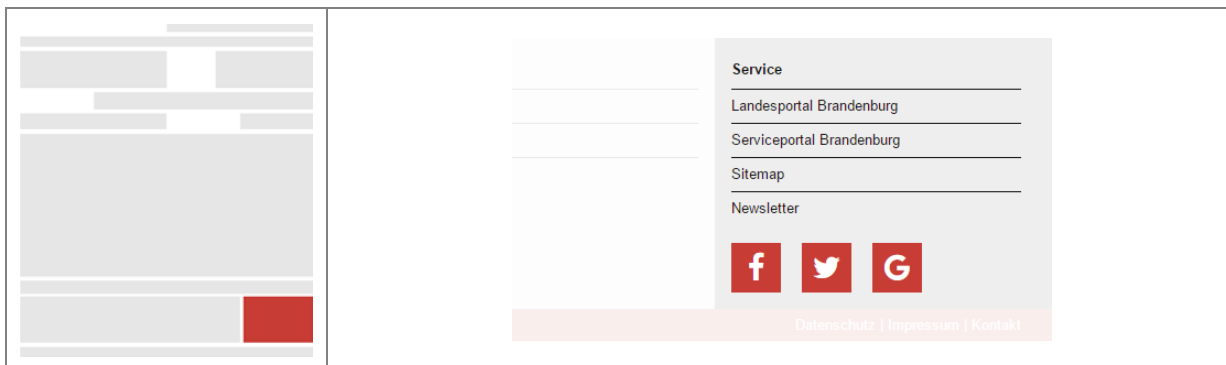 Service
Landesportal Brandenburg
Serviceportal Brandenburg
Sitemap
Newsletter
f G
Datenschutz | Impressum | Kontakt